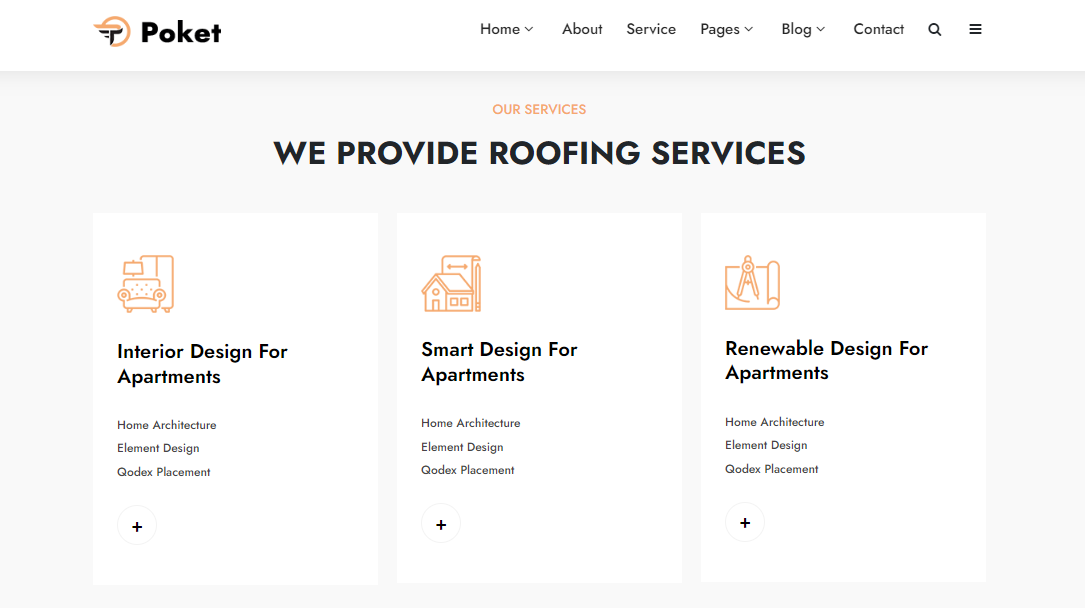 Poket
Home About Service Pages Blog Contact
OUR SERVICES
WE PROVIDE ROOFING SERVICES
Interior Design For
Apartments
Home Architecture
Element Design
Qodex Placement
+
Smart Design For
Apartments
Home Architecture
Element Design
Qodex Placement
+
Renewable Design For
Apartments
Home Architecture
Element Design
Qodex Placement
+